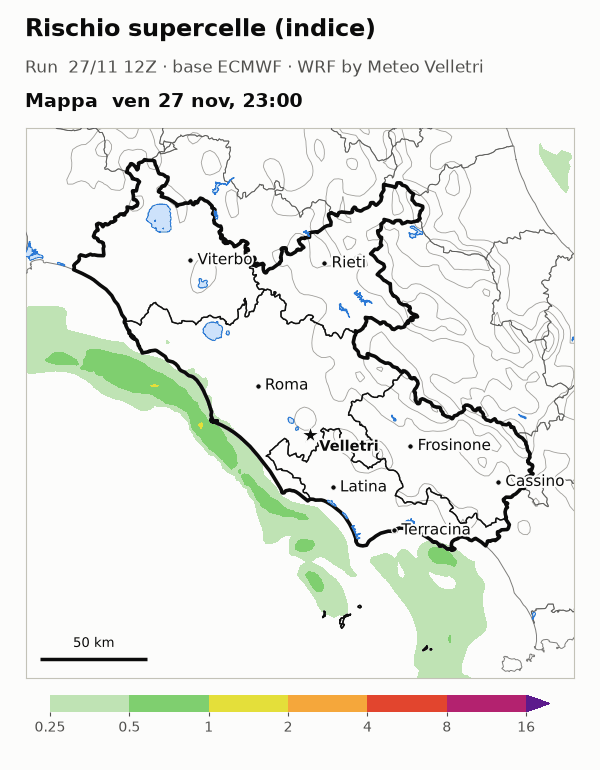 Rischio supercelle (indice)
Run  27/11 12Z · base ECMWF · WRF by Meteo Velletri
Mappa  ven 27 nov, 23:00
Viterbo
Rieti
Roma
Velletri
Frosinone
Cassino
Latina
Terracina
50 km
0.25 0.5 1 2 4 8 16